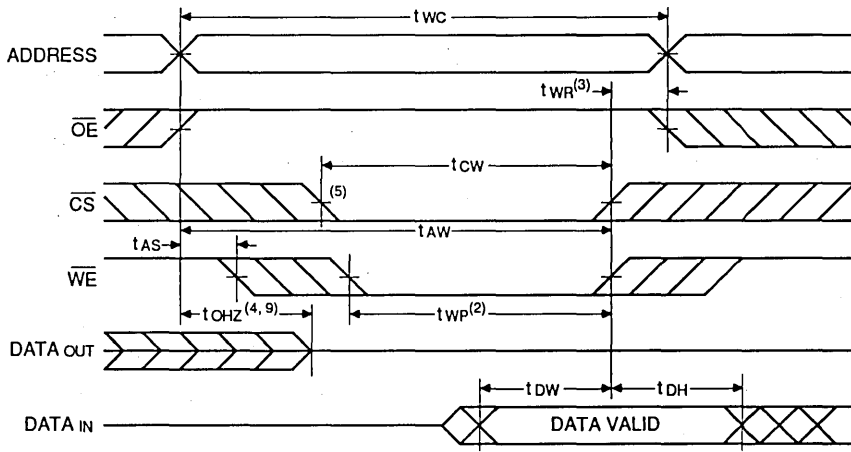 tWC
ADDRESS
tWR(3)
OE
tCW
CS
(5)
tAW
tAS
WE
tOHZ(4, 9)
tWP(2)
DATA OUT
tDW
tDH
DATA IN
DATA VALID